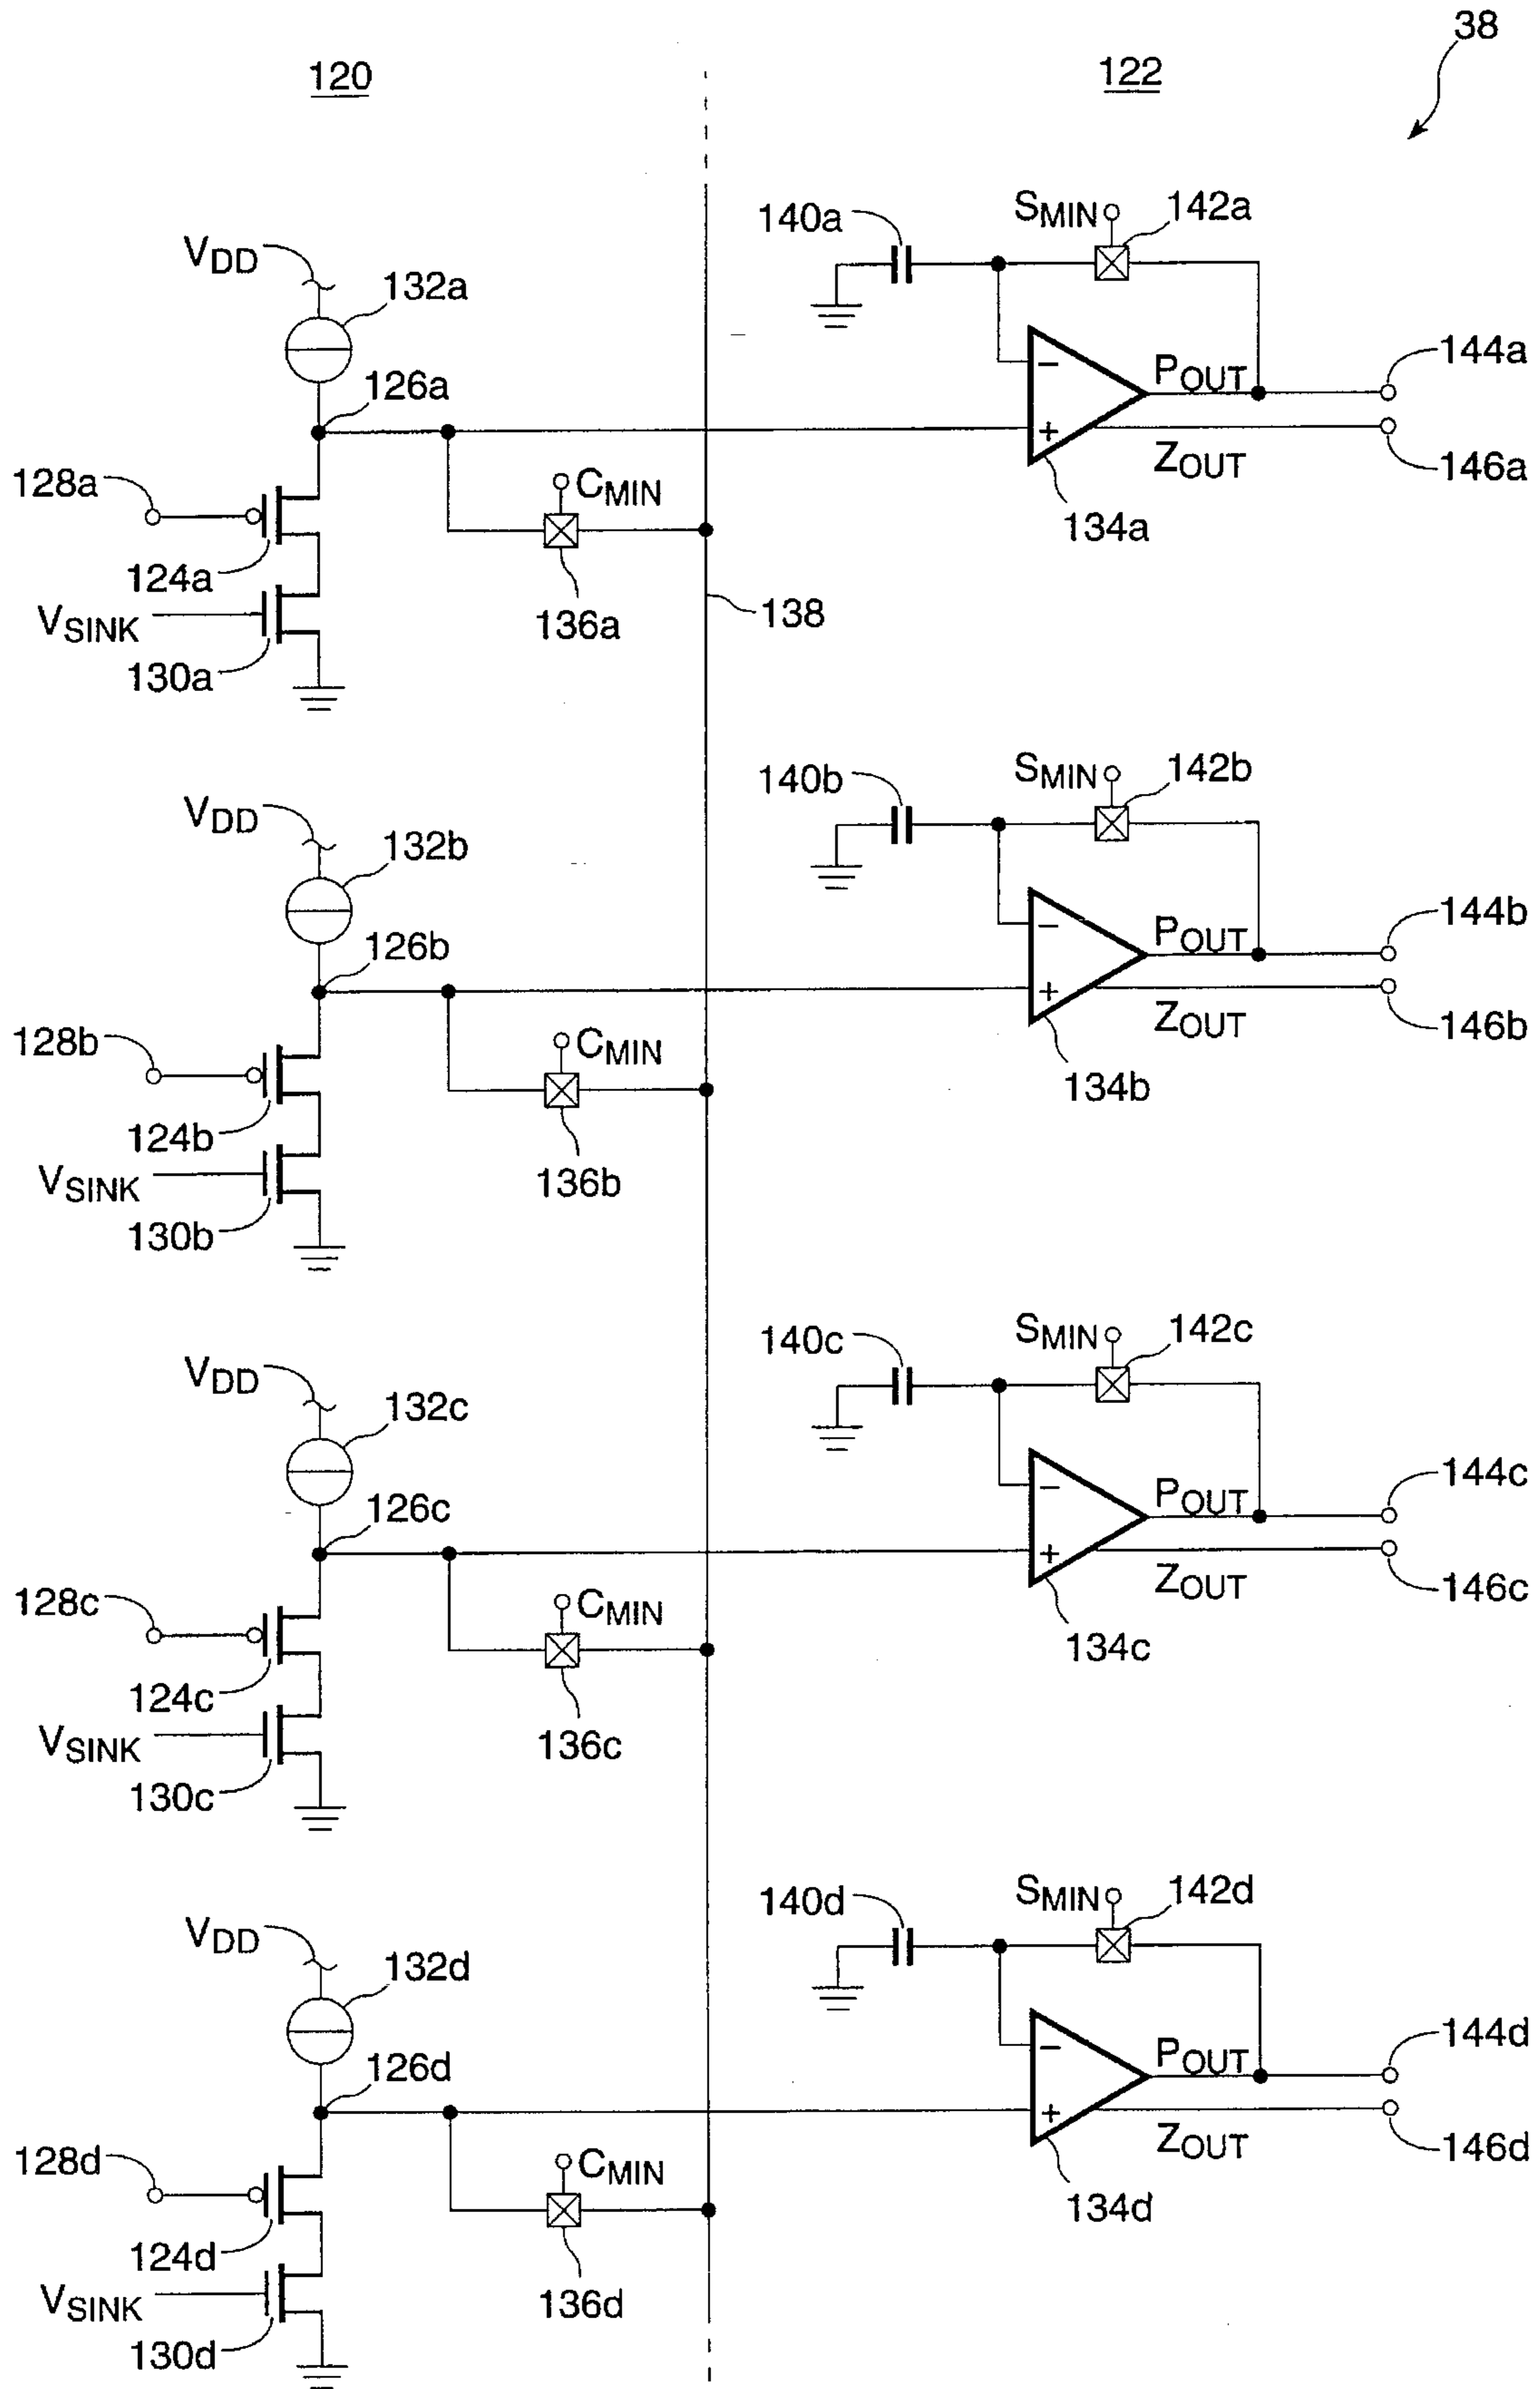 38
120
122
140a
SMIN
142a
VDD
132a
144a
126a
POUT
−
+
ZOUT
146a
128a
CMIN
134a
124a
VSINK
136a
138
130a
140b
SMIN
142b
VDD
132b
144b
126b
POUT
−
+
ZOUT
146b
128b
CMIN
134b
124b
VSINK
136b
130b
140c
SMIN
142c
VDD
132c
144c
126c
POUT
−
+
ZOUT
146c
128c
CMIN
134c
124c
VSINK
136c
130c
140d
SMIN
142d
VDD
132d
144d
126d
POUT
−
+
ZOUT
146d
128d
CMIN
134d
124d
VSINK
136d
130d